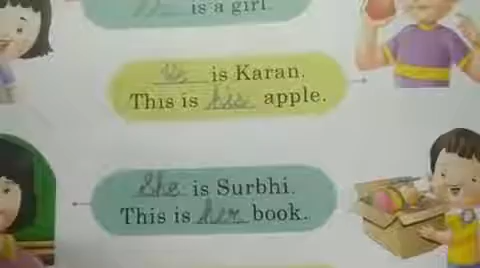 is a girl.
He is Karan.
This is his apple.
She is Surbhi.
This is her book.